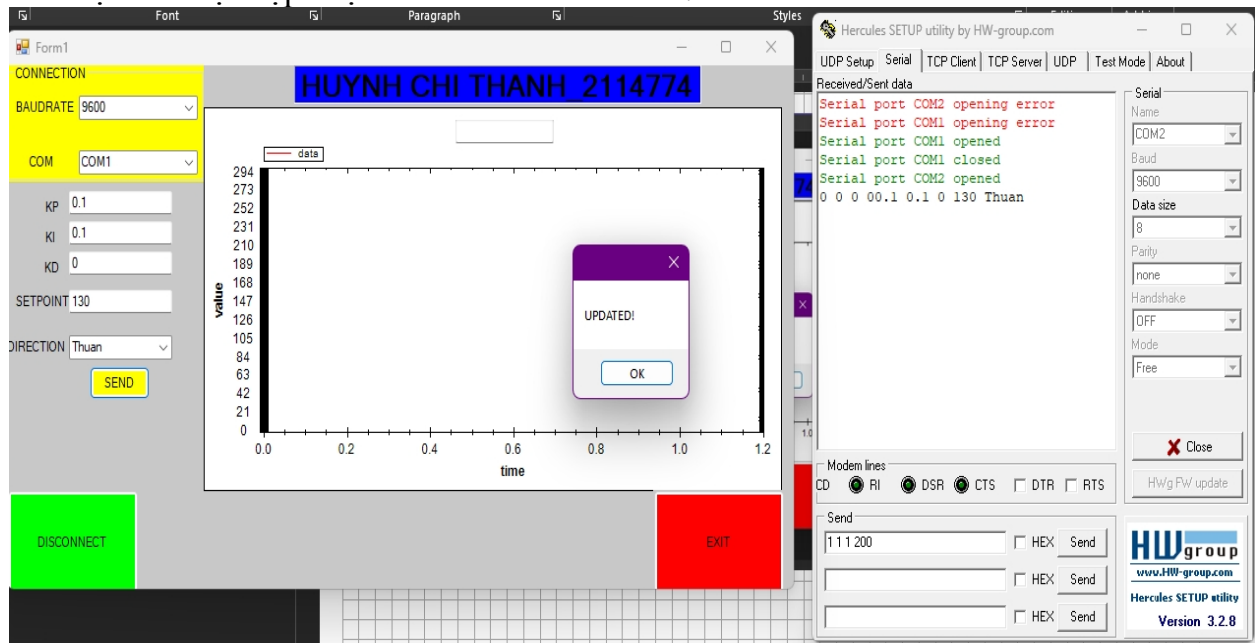 Font
Paragraph
Styles
Form1
CONNECTION
BAUDRATE 9600
COM COM1
KP 0.1
KI 0.1
KD 0
SETPOINT 130
DIRECTION Thuan
SEND
DISCONNECT
HUYNH CHI THANH_2114774
data
294
273
252
231
210
189
168
147
126
105
84
63
42
21
0
value
0.0 0.2 0.4 0.6 0.8 1.0 1.2
time
UPDATED!
OK
EXIT
Hercules SETUP utility by HW-group.com
UDP Setup Serial TCP Client TCP Server UDP Test Mode About
Received/Sent data
Serial port COM2 opening error
Serial port COM1 opening error
Serial port COM1 opened
Serial port COM1 closed
Serial port COM2 opened
0 0 0 00.1 0.1 0 130 Thuan
Serial
Name
COM2
Baud
9600
Data size
8
Parity
none
Handshake
OFF
Mode
Free
Close
HWg FW update
Modem lines
CD RI DSR CTS DTR RTS
Send
1 1 1 200 HEX Send
HEX Send
HEX Send
HW group
www.HW-group.com
Hercules SETUP utility
Version 3.2.8